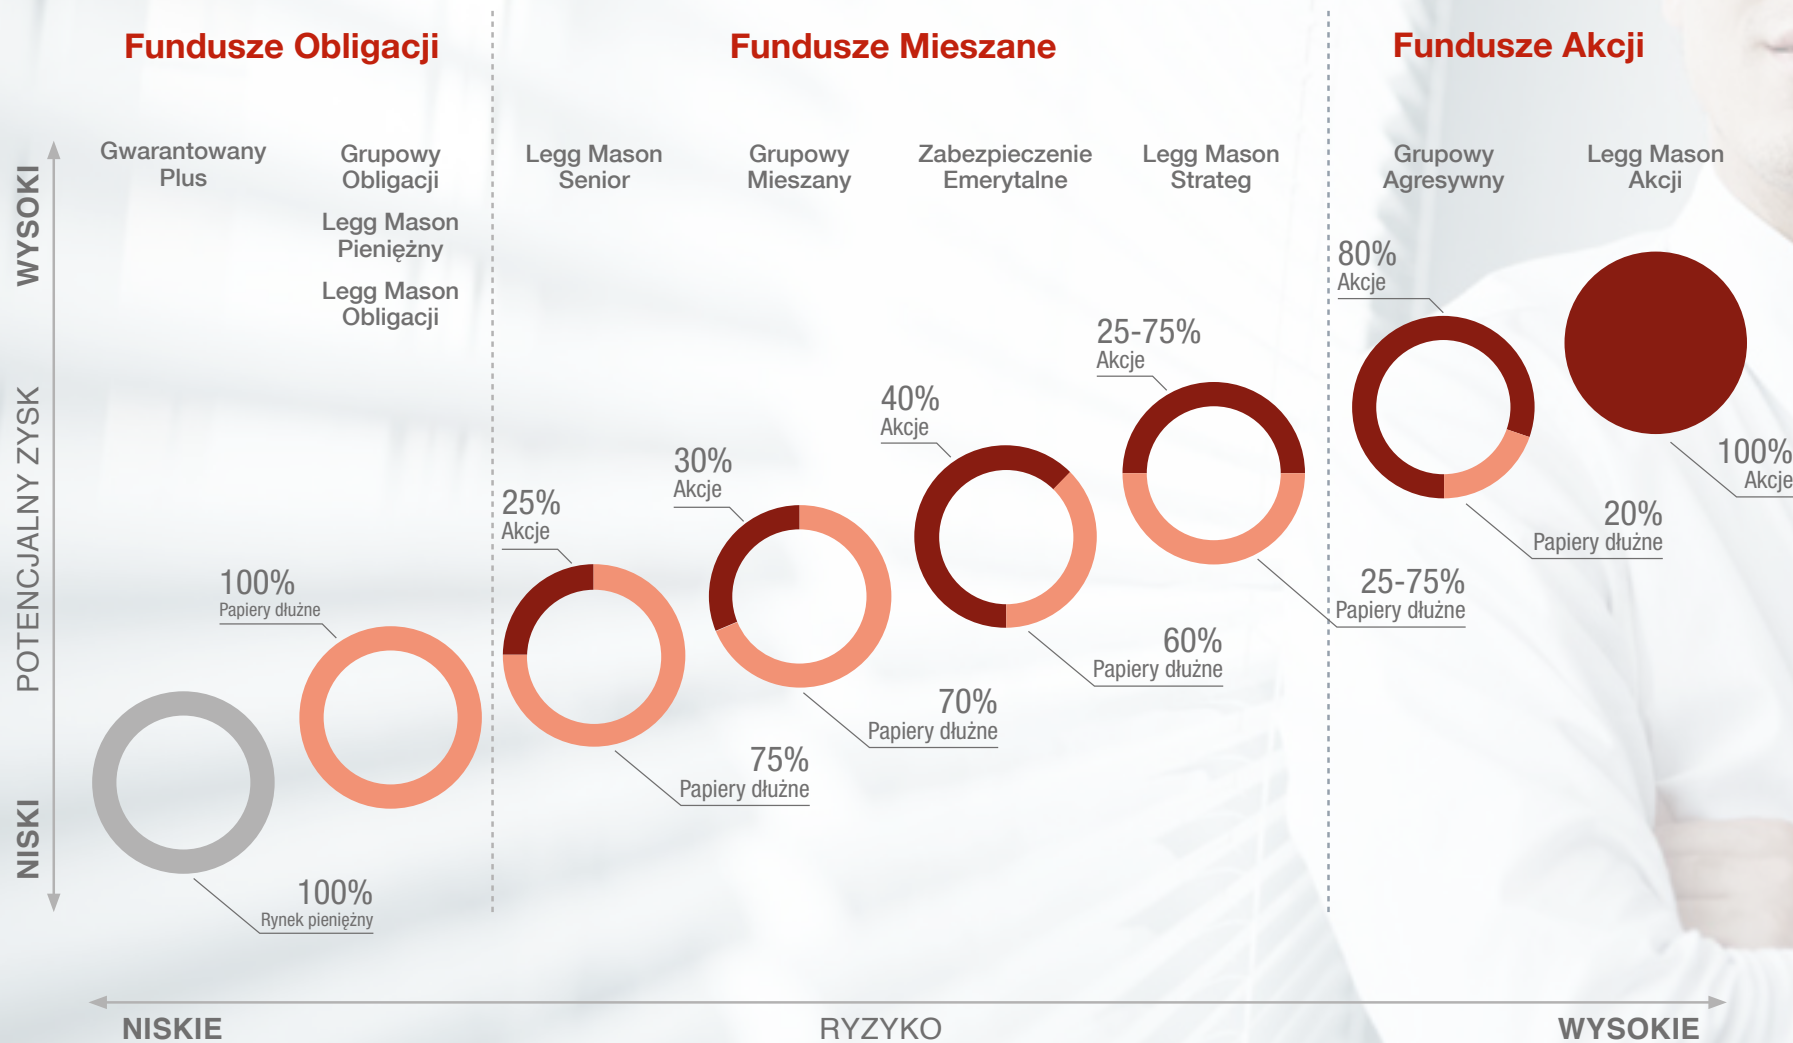 Fundusze Obligacji
Fundusze Mieszane
Fundusze Akcji
Gwarantowany
Plus
Grupowy
Obligacji
Legg Mason
Pieniężny
Legg Mason
Obligacji
Legg Mason
Senior
Grupowy
Mieszany
Zabezpieczenie
Emerytalne
Legg Mason
Strateg
Grupowy
Agresywny
Legg Mason
Akcji
WYSOKI
POTENCJALNY ZYSK
NISKI
100%
Rynek pieniężny
100%
Papiery dłużne
25%
Akcje
75%
Papiery dłużne
30%
Akcje
70%
Papiery dłużne
40%
Akcje
60%
Papiery dłużne
25-75%
Akcje
25-75%
Papiery dłużne
80%
Akcje
20%
Papiery dłużne
100%
Akcje
NISKIE
RYZYKO
WYSOKIE